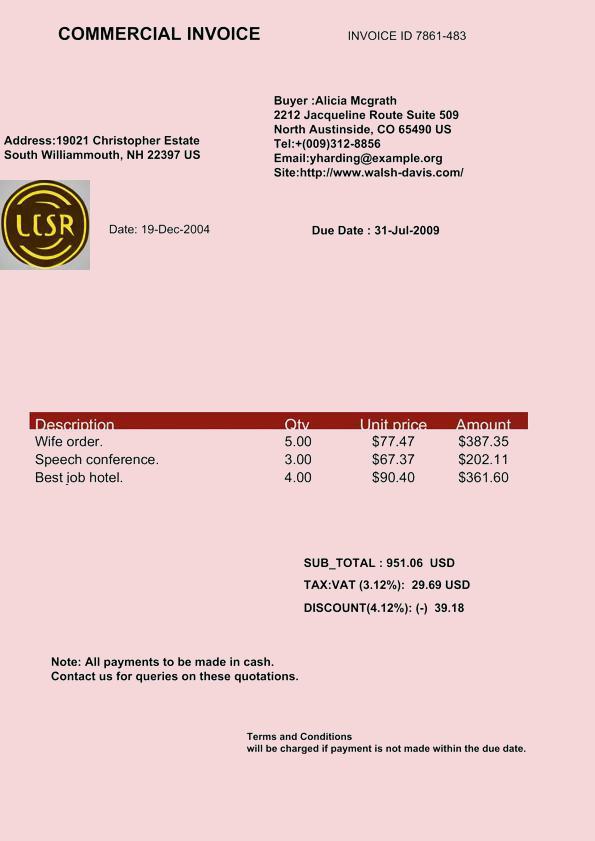 COMMERCIAL INVOICE
INVOICE ID 7861-483
Buyer :Alicia Mcgrath
2212 Jacqueline Route Suite 509
North Austinside, CO 65490 US
Tel:+(009)312-8856
Email:yharding@example.org
Site:http://www.walsh-davis.com/
Address:19021 Christopher Estate
South Williammouth, NH 22397 US
LCSR
Date: 19-Dec-2004
Due Date : 31-Jul-2009
Description Qty Unit price Amount
Wife order. 5.00 $77.47 $387.35
Speech conference. 3.00 $67.37 $202.11
Best job hotel. 4.00 $90.40 $361.60
SUB_TOTAL : 951.06 USD
TAX:VAT (3.12%): 29.69 USD
DISCOUNT(4.12%): (-) 39.18
Note: All payments to be made in cash.
Contact us for queries on these quotations.
Terms and Conditions
will be charged if payment is not made within the due date.